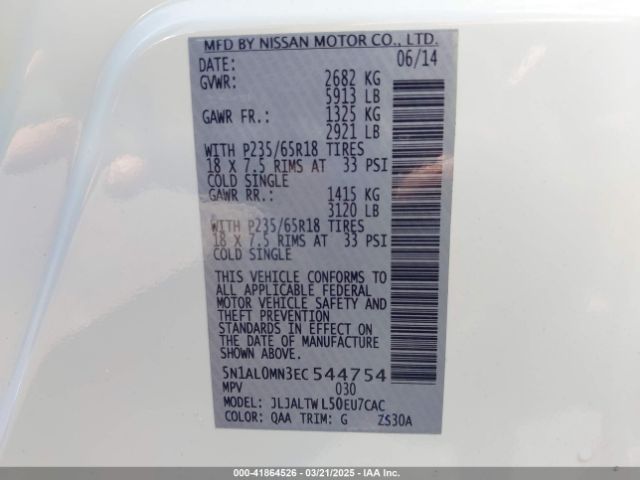 MFD BY NISSAN MOTOR CO., LTD.
DATE: 06/14
GVWR: 2682 KG
5913 LB
GAWR FR.: 1325 KG
2921 LB
WITH P235/65R18 TIRES
18 X 7.5 RIMS AT 33 PSI
COLD SINGLE
GAWR RR.: 1415 KG
3120 LB
WITH P235/65R18 TIRES
18 X 7.5 RIMS AT 33 PSI
COLD SINGLE
THIS VEHICLE CONFORMS TO
ALL APPLICABLE FEDERAL
MOTOR VEHICLE SAFETY AND
THEFT PREVENTION
STANDARDS IN EFFECT ON
THE DATE OF MANUFACTURE
SHOWN ABOVE.
5N1AL0MN3EC544754
MPV 030
MODEL: JLJALTW L50EU7CAC
COLOR: QAA TRIM: G ZS30A
000-41864526 - 03/21/2025 - IAA Inc.